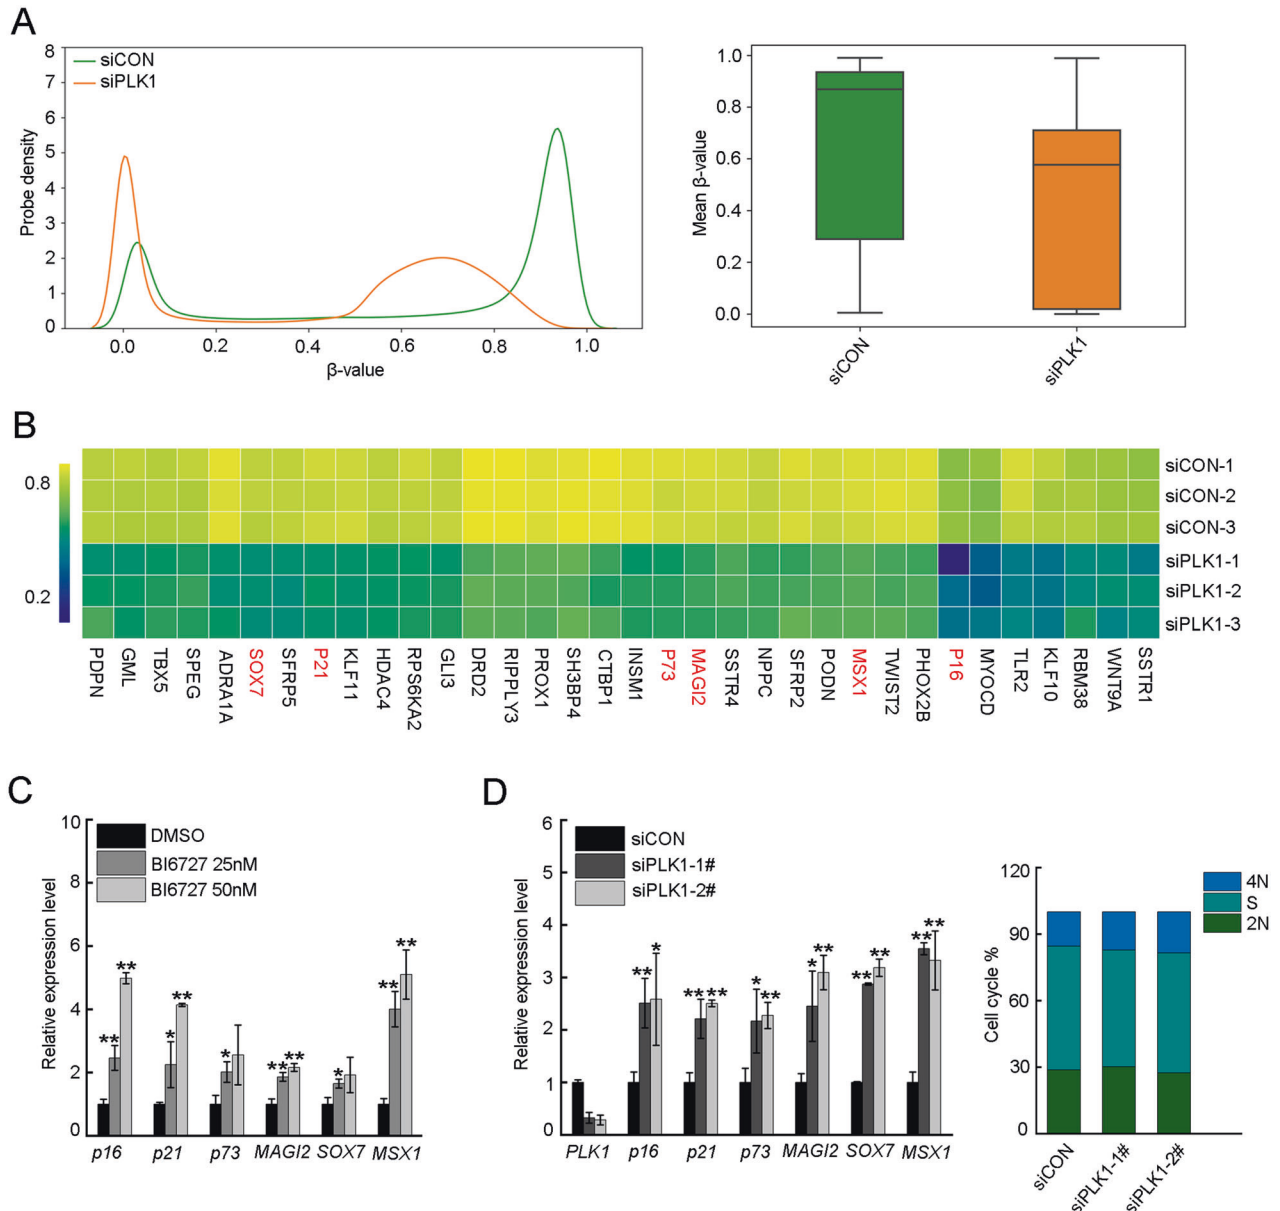 A
8
7
6
5
4
3
2
1
0
Probe density
siCON
siPLK1
0.0 0.2 0.4 0.6 0.8 1.0
β-value
1.0
0.8
0.6
0.4
0.2
0.0
Mean β-value
siCON siPLK1
B
0.8
0.2
siCON-1
siCON-2
siCON-3
siPLK1-1
siPLK1-2
siPLK1-3
PDPN GML TBX5 SPEG ADRA1A SOX7 SFRP5 P21 KLF11 HDAC4 RPS6KA2 GLI3 DRD2 RIPPLY3 PROX1 SH3BP4 CTBP1 INSM1 P73 MAGI2 SSTR4 NPPC SFRP2 PODN MSX1 TWIST2 PHOX2B P16 MYOCD TLR2 KLF10 RBM38 WNT9A SSTR1
C
10
8
6
4
2
0
Relative expression level
DMSO
BI6727 25nM
BI6727 50nM
** ** * ** * ** ** * ** **
p16 p21 p73 MAGI2 SOX7 MSX1
D
6
5
4
3
2
1
0
Relative expression level
siCON
siPLK1-1#
siPLK1-2#
** * ** ** * ** * ** ** ** ** **
PLK1 p16 p21 p73 MAGI2 SOX7 MSX1
120
90
60
30
0
Cell cycle %
4N
S
2N
siCON siPLK1-1# siPLK1-2#